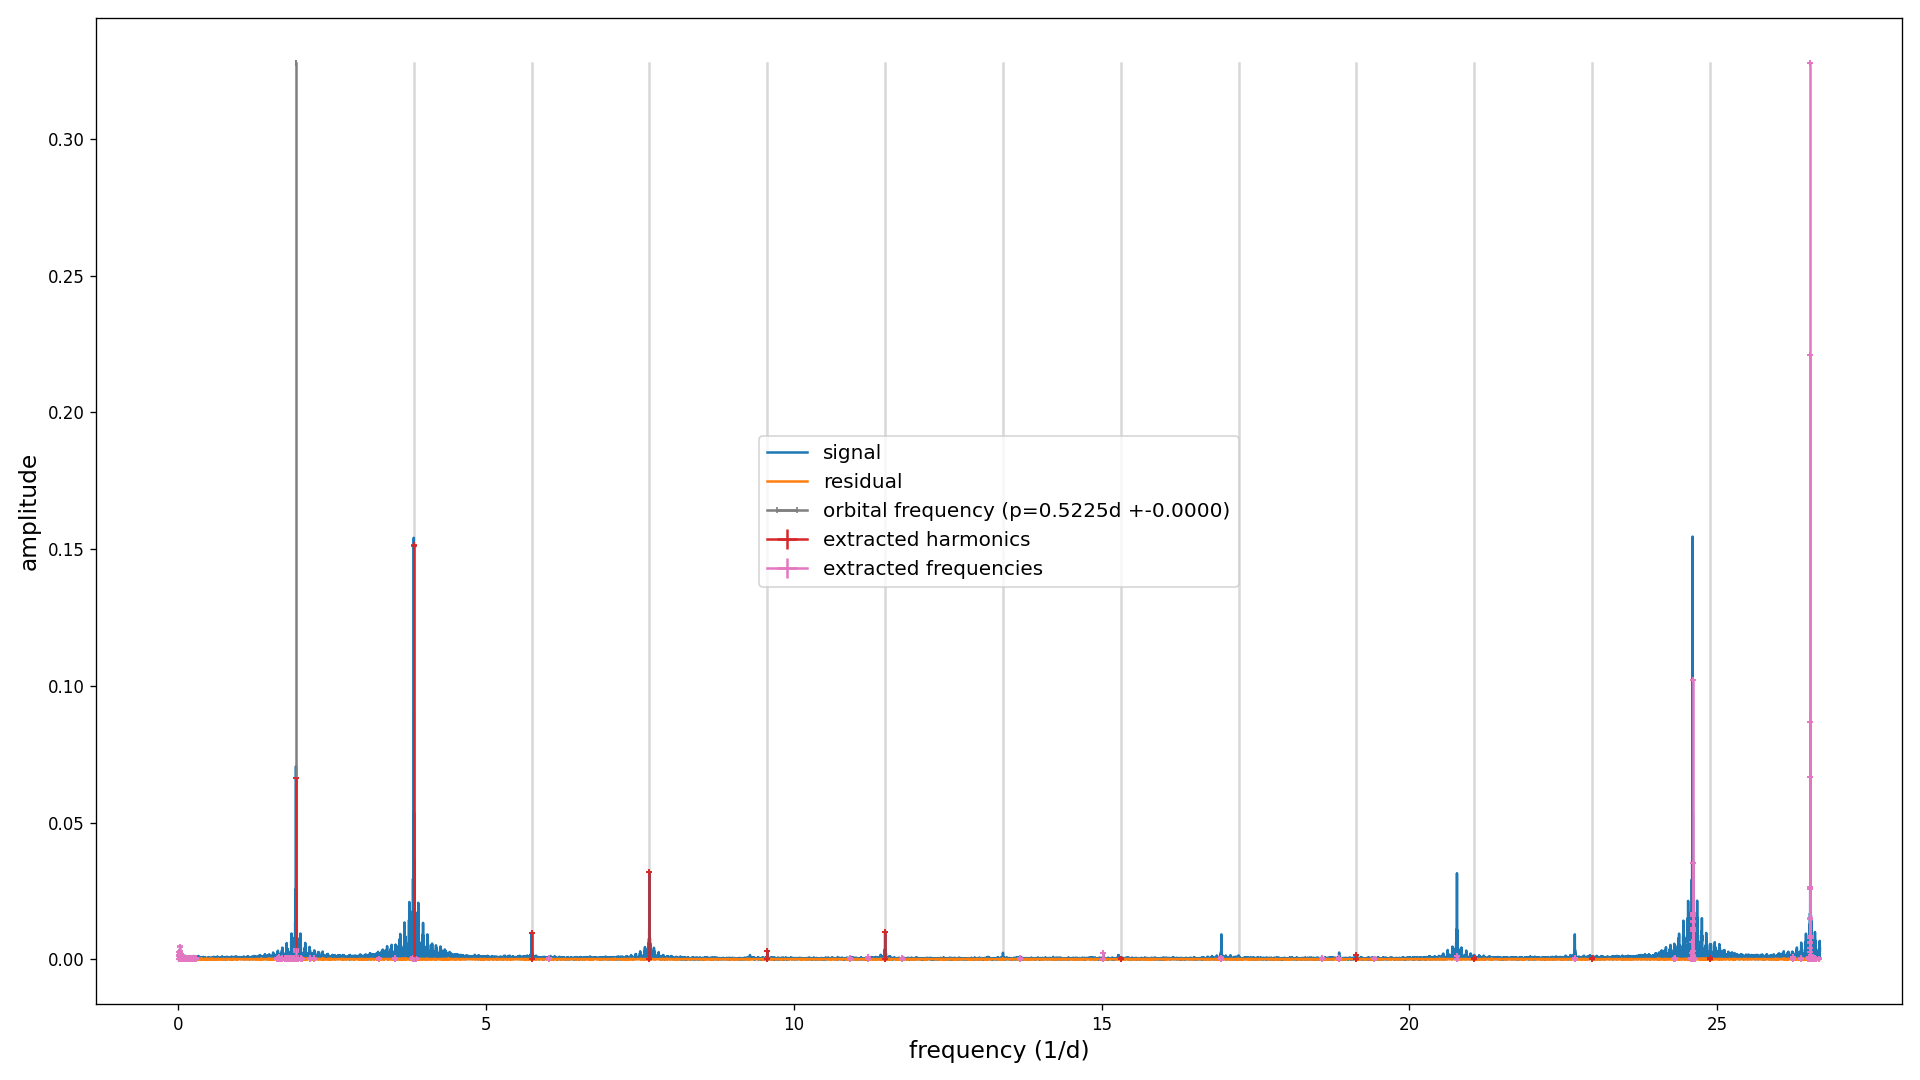 amplitude
0.30
0.25
0.20
0.15
0.10
0.05
0.00
signal
residual
orbital frequency (p=0.5225d +-0.0000)
extracted harmonics
extracted frequencies
0 5 10 15 20 25
frequency (1/d)